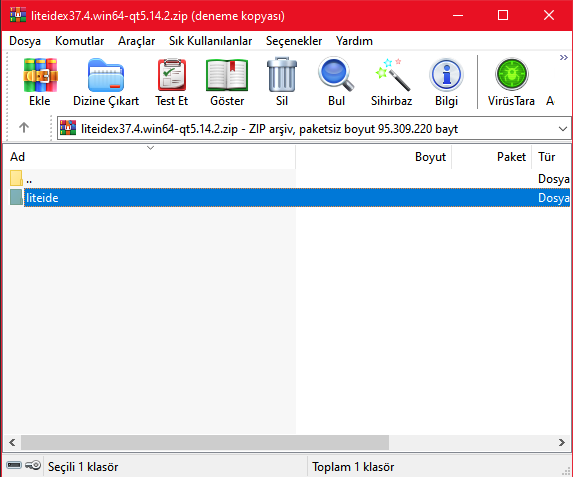 liteidex37.4.win64-qt5.14.2.zip (deneme kopyası)
Dosya Komutlar Araçlar Sık Kullanılanlar Seçenekler Yardım
Ekle Dizine Çıkart Test Et Göster Sil Bul Sihirbaz Bilgi VirüsTara A
liteidex37.4.win64-qt5.14.2.zip - ZIP arşiv, paketsiz boyut 95.309.220 bayt
Ad Boyut Paket Tür
.. Dosya
liteide Dosya
Seçili 1 klasör Toplam 1 klasör